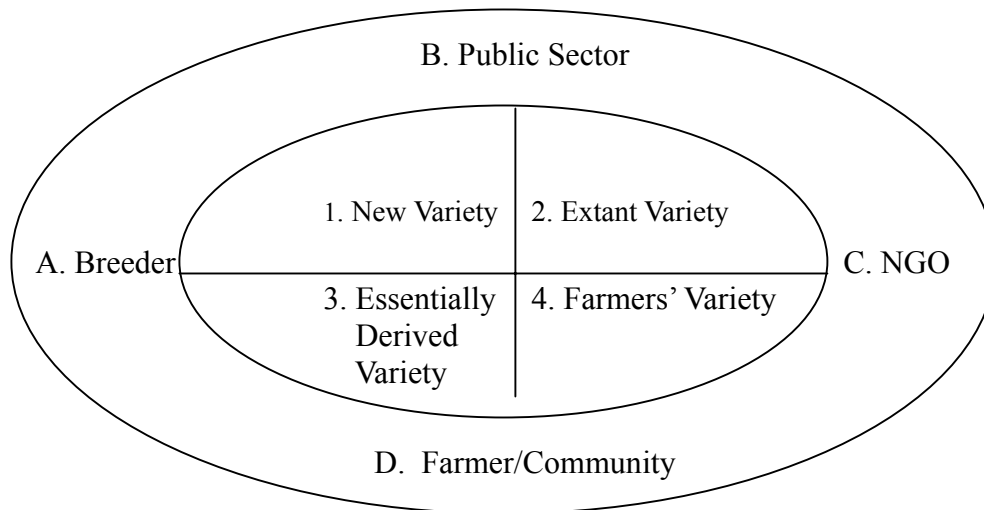 B. Public Sector
1. New Variety
2. Extant Variety
A. Breeder
C. NGO
3. Essentially
Derived
Variety
4. Farmers’ Variety
D. Farmer/Community